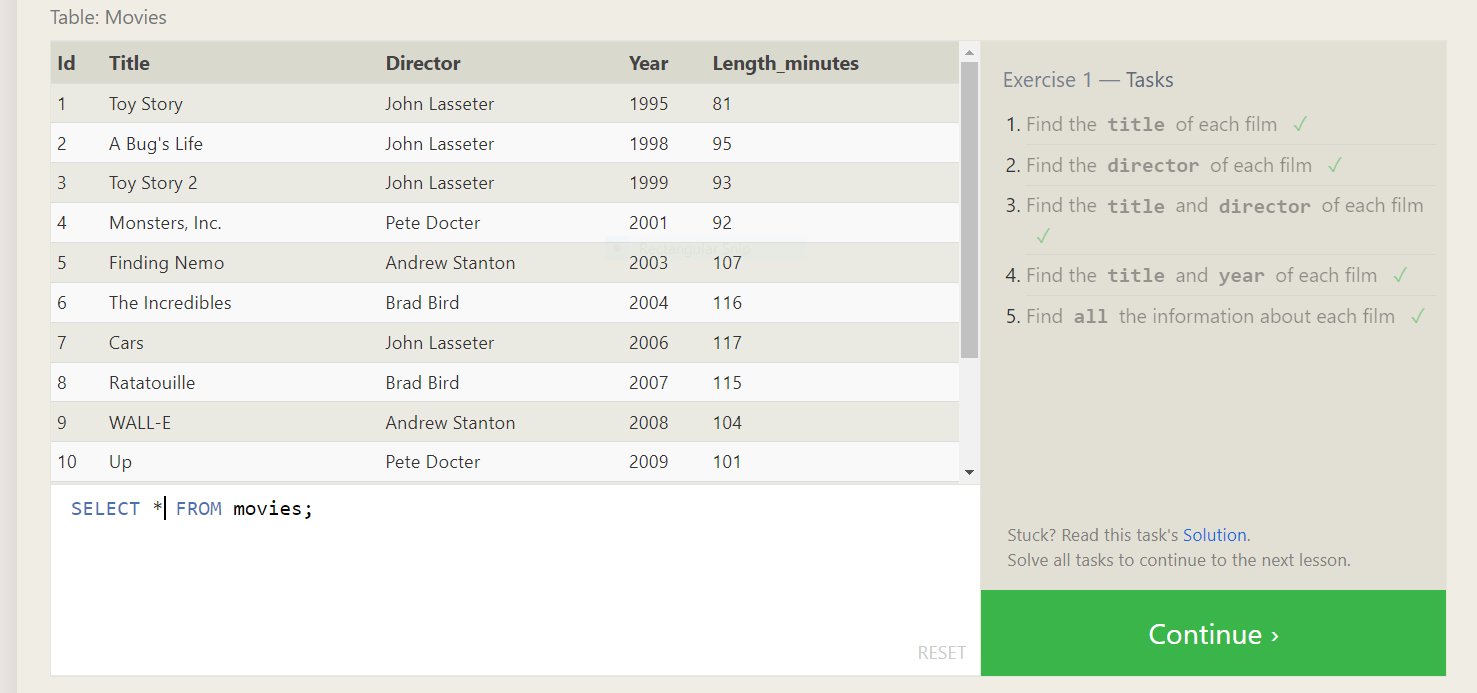 Table: Movies
Id Title Director Year Length_minutes
1 Toy Story John Lasseter 1995 81
2 A Bug's Life John Lasseter 1998 95
3 Toy Story 2 John Lasseter 1999 93
4 Monsters, Inc. Pete Docter 2001 92
5 Finding Nemo Andrew Stanton 2003 107
6 The Incredibles Brad Bird 2004 116
7 Cars John Lasseter 2006 117
8 Ratatouille Brad Bird 2007 115
9 WALL-E Andrew Stanton 2008 104
10 Up Pete Docter 2009 101
Rectangular Snip
SELECT * FROM movies;
RESET
Exercise 1 — Tasks
1. Find the title of each film ✓
2. Find the director of each film ✓
3. Find the title and director of each film
✓
4. Find the title and year of each film ✓
5. Find all the information about each film ✓
Stuck? Read this task's Solution.
Solve all tasks to continue to the next lesson.
Continue ›